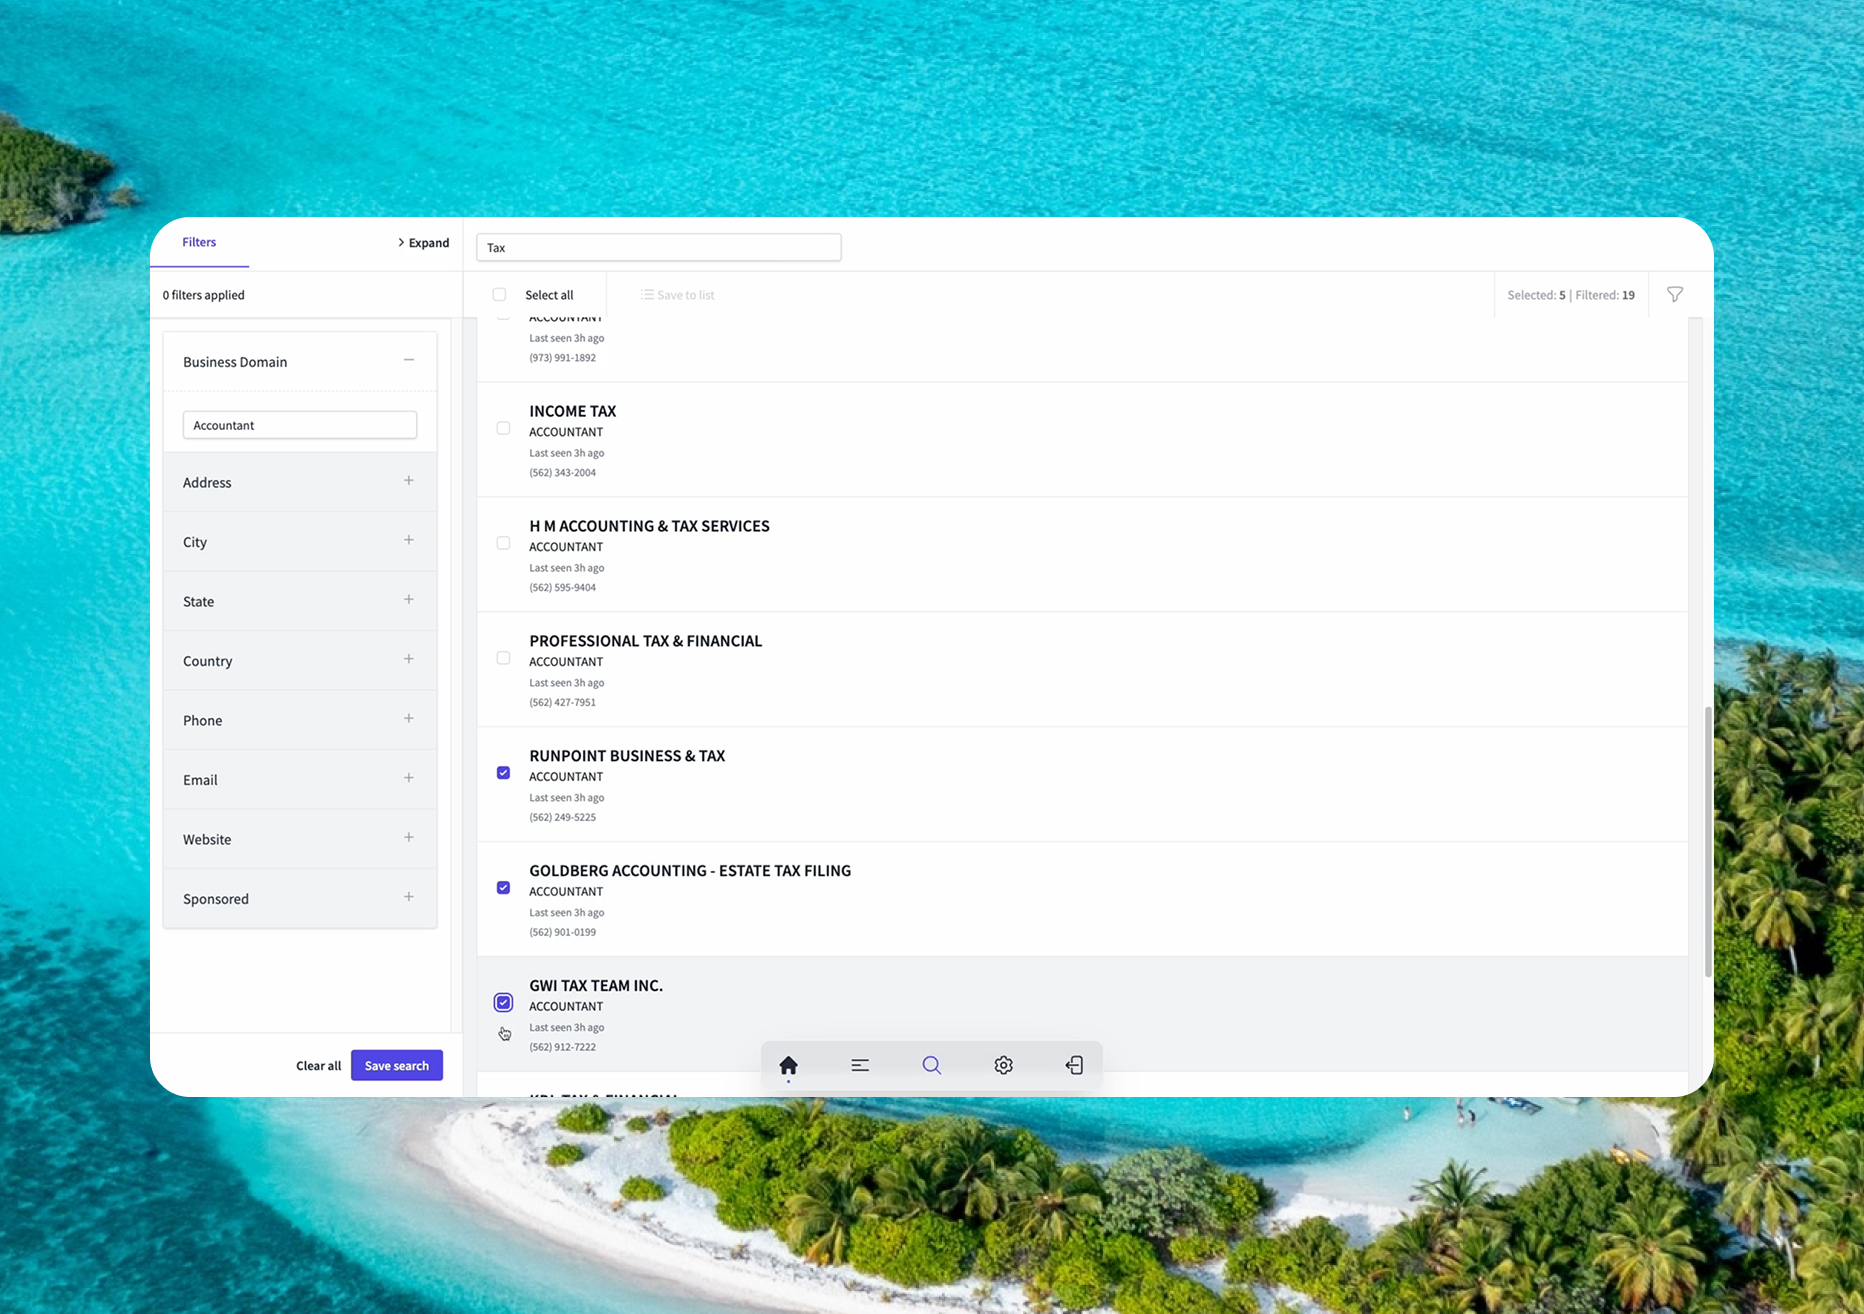 Filters
Expand
Tax
0 filters applied
Select all
Save to list
Selected: 5 | Filtered: 19
Business Domain
Accountant
Address
City
State
Country
Phone
Email
Website
Sponsored
Clear all
Save search
ACCOUNTANT
Last seen 3h ago
(973) 991-1892
INCOME TAX
ACCOUNTANT
Last seen 3h ago
(562) 343-2004
H M ACCOUNTING & TAX SERVICES
ACCOUNTANT
Last seen 3h ago
(562) 595-9404
PROFESSIONAL TAX & FINANCIAL
ACCOUNTANT
Last seen 3h ago
(562) 427-7951
RUNPOINT BUSINESS & TAX
ACCOUNTANT
Last seen 3h ago
(562) 249-5225
GOLDBERG ACCOUNTING - ESTATE TAX FILING
ACCOUNTANT
Last seen 3h ago
(562) 901-0199
GWI TAX TEAM INC.
ACCOUNTANT
Last seen 3h ago
(562) 912-7222
TAX & FINANCIAL